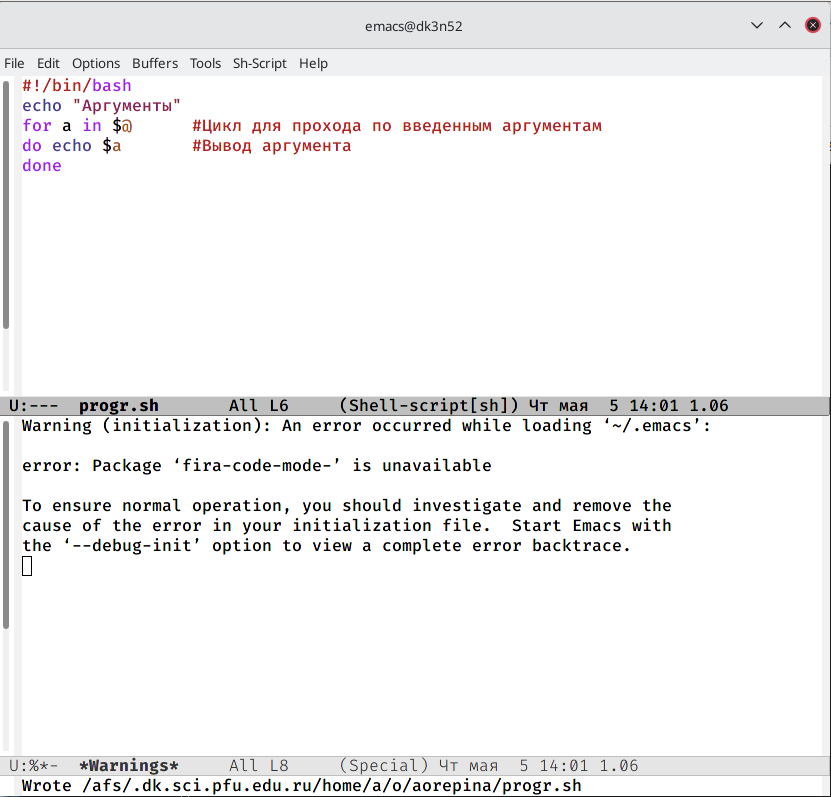 emacs@dk3n52
File Edit Options Buffers Tools Sh-Script Help
#!/bin/bash
echo "Аргументы"
for a in $@      #Цикл для прохода по введенным аргументам
do echo $a       #Вывод аргумента
done
U:---  progr.sh       All L6     (Shell-script[sh]) Чт мая  5 14:01 1.06
Warning (initialization): An error occurred while loading ‘~/.emacs’:
error: Package ‘fira-code-mode-’ is unavailable
To ensure normal operation, you should investigate and remove the
cause of the error in your initialization file.  Start Emacs with
the ‘--debug-init’ option to view a complete error backtrace.
U:%*-  *Warnings*     All L8     (Special) Чт мая  5 14:01 1.06
Wrote /afs/.dk.sci.pfu.edu.ru/home/a/o/aorepina/progr.sh